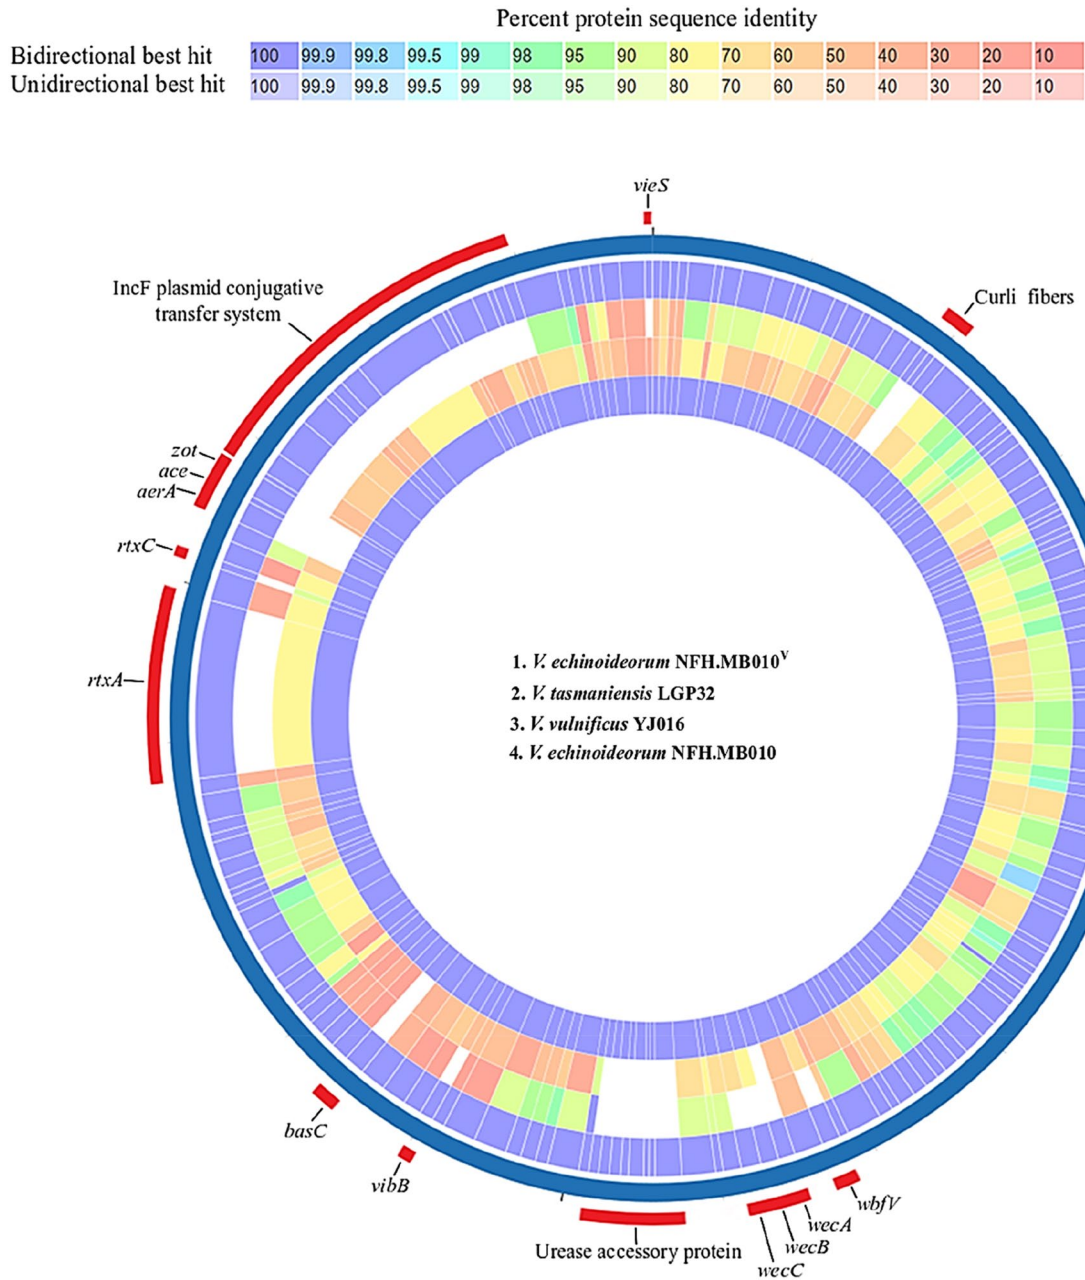 Percent protein sequence identity
Bidirectional best hit 100 99.9 99.8 99.5 99 98 95 90 80 70 60 50 40 30 20 10
Unidirectional best hit 100 99.9 99.8 99.5 99 98 95 90 80 70 60 50 40 30 20 10
vieS
IncF plasmid conjugative
transfer system
Curli fibers
zot
ace
aerA
rtxC
rtxA
1. V. echinoideorum NFH.MB010V
2. V. tasmaniensis LGP32
3. V. vulnificus YJ016
4. V. echinoideorum NFH.MB010
basC
vibB
wbfV
wecA
wecB
wecC
Urease accessory protein